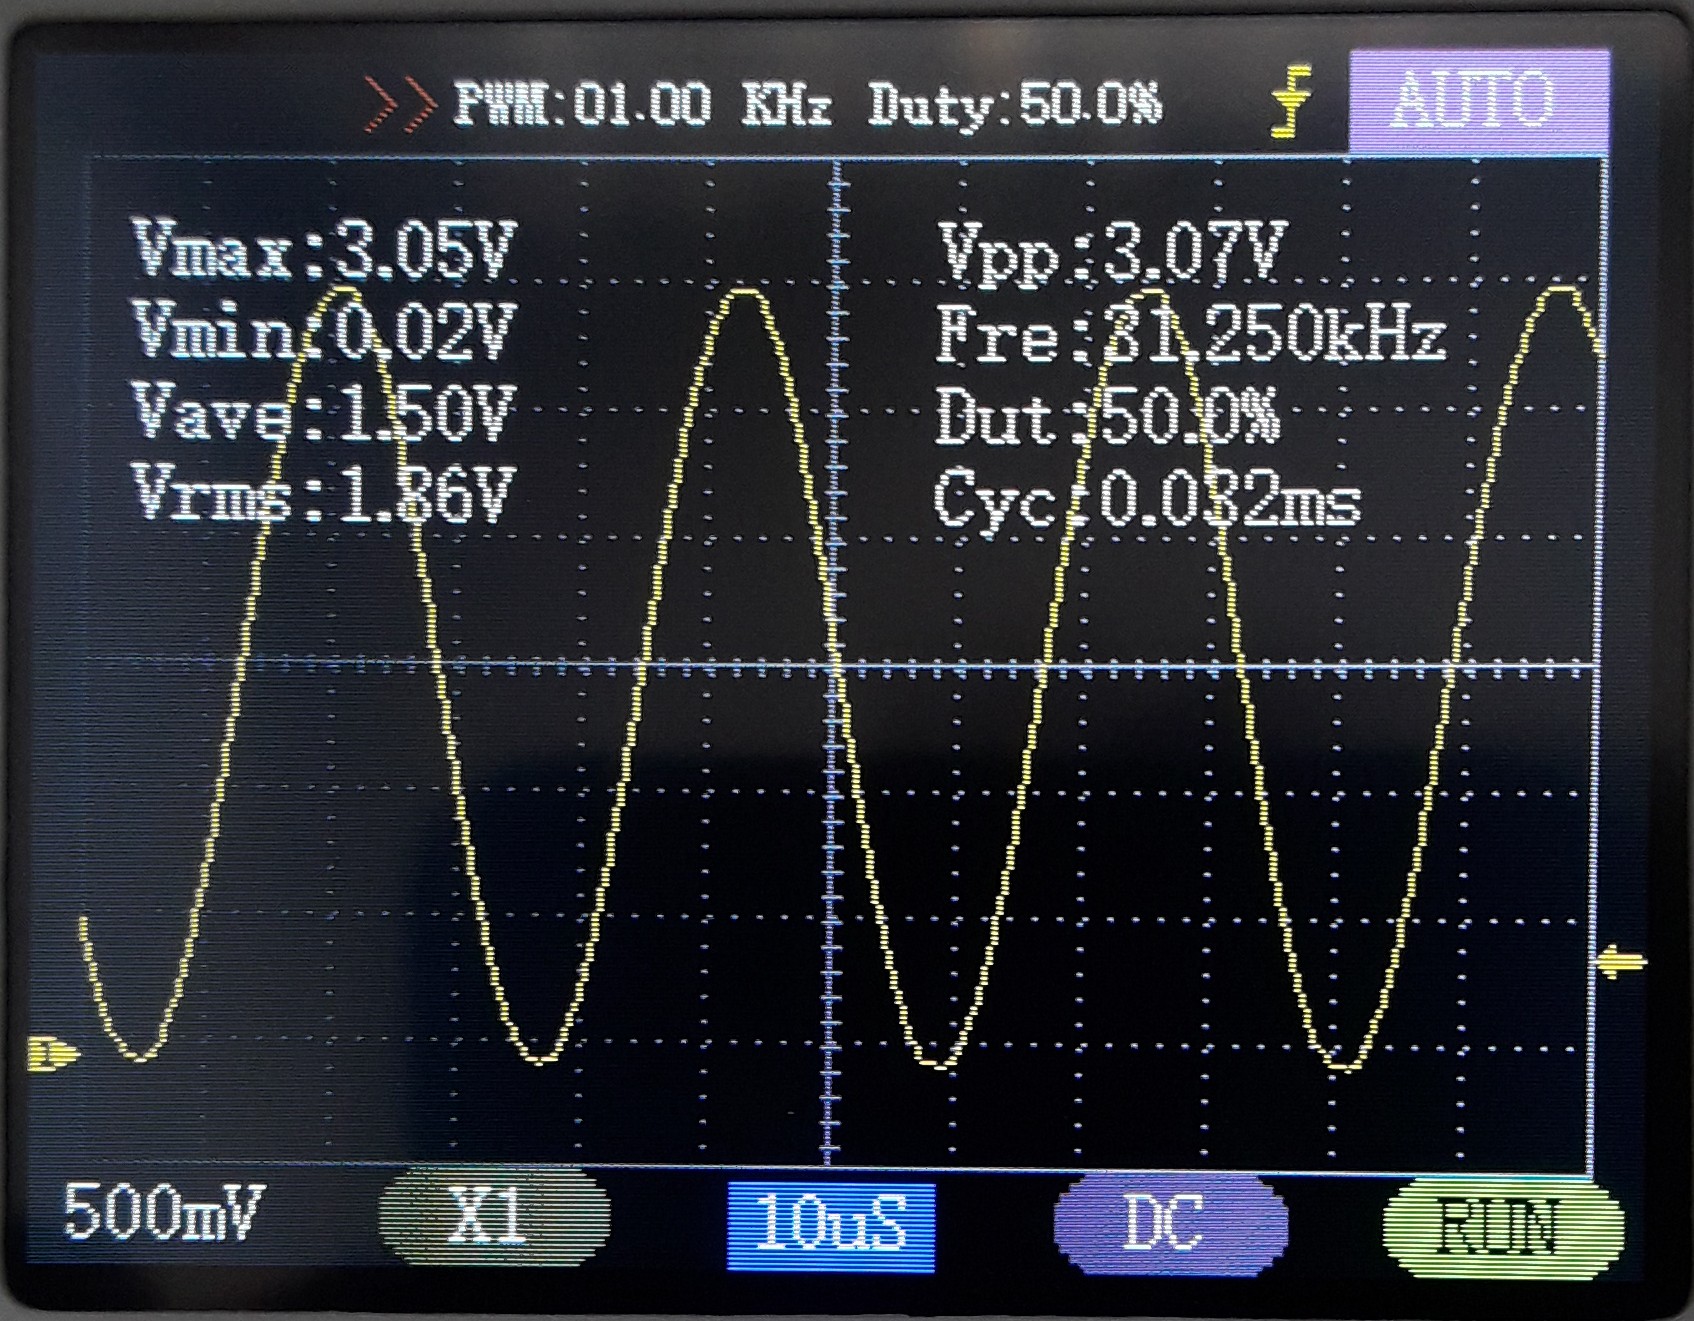 PWM:01.00 KHz Duty:50.0% AUTO
Vmax:3.05V Vpp:3.07V
Vmin:0.02V Fre:31.250kHz
Vave:1.50V Dut:50.0%
Vrms:1.86V Cyc:0.032ms
1
500mV X1 10uS DC RUN